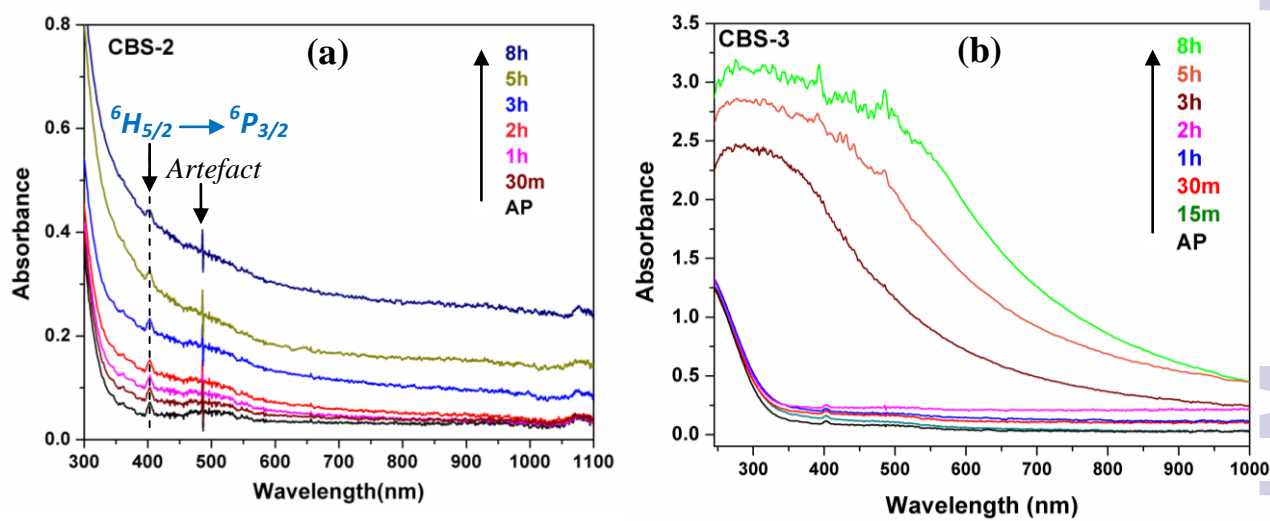 CBS-2
(a)
8h
5h
3h
2h
1h
30m
AP
⁶H₅/₂ → ⁶P₃/₂
Artefact
0.8
0.6
0.4
0.2
0.0
300 400 500 600 700 800 900 1000 1100
Absorbance
Wavelength(nm)
CBS-3
(b)
8h
5h
3h
2h
1h
30m
15m
AP
3.5
3.0
2.5
2.0
1.5
1.0
0.5
0.0
300 400 500 600 700 800 900 1000
Absorbance
Wavelength (nm)